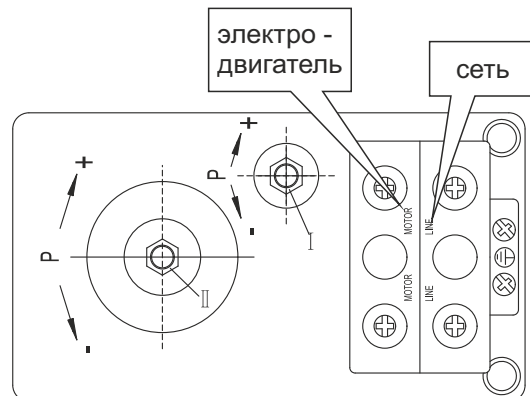 электро -
двигатель
сеть
+
P
-
+
P
-
I
II
MOTOR
LINE
MOTOR
LINE